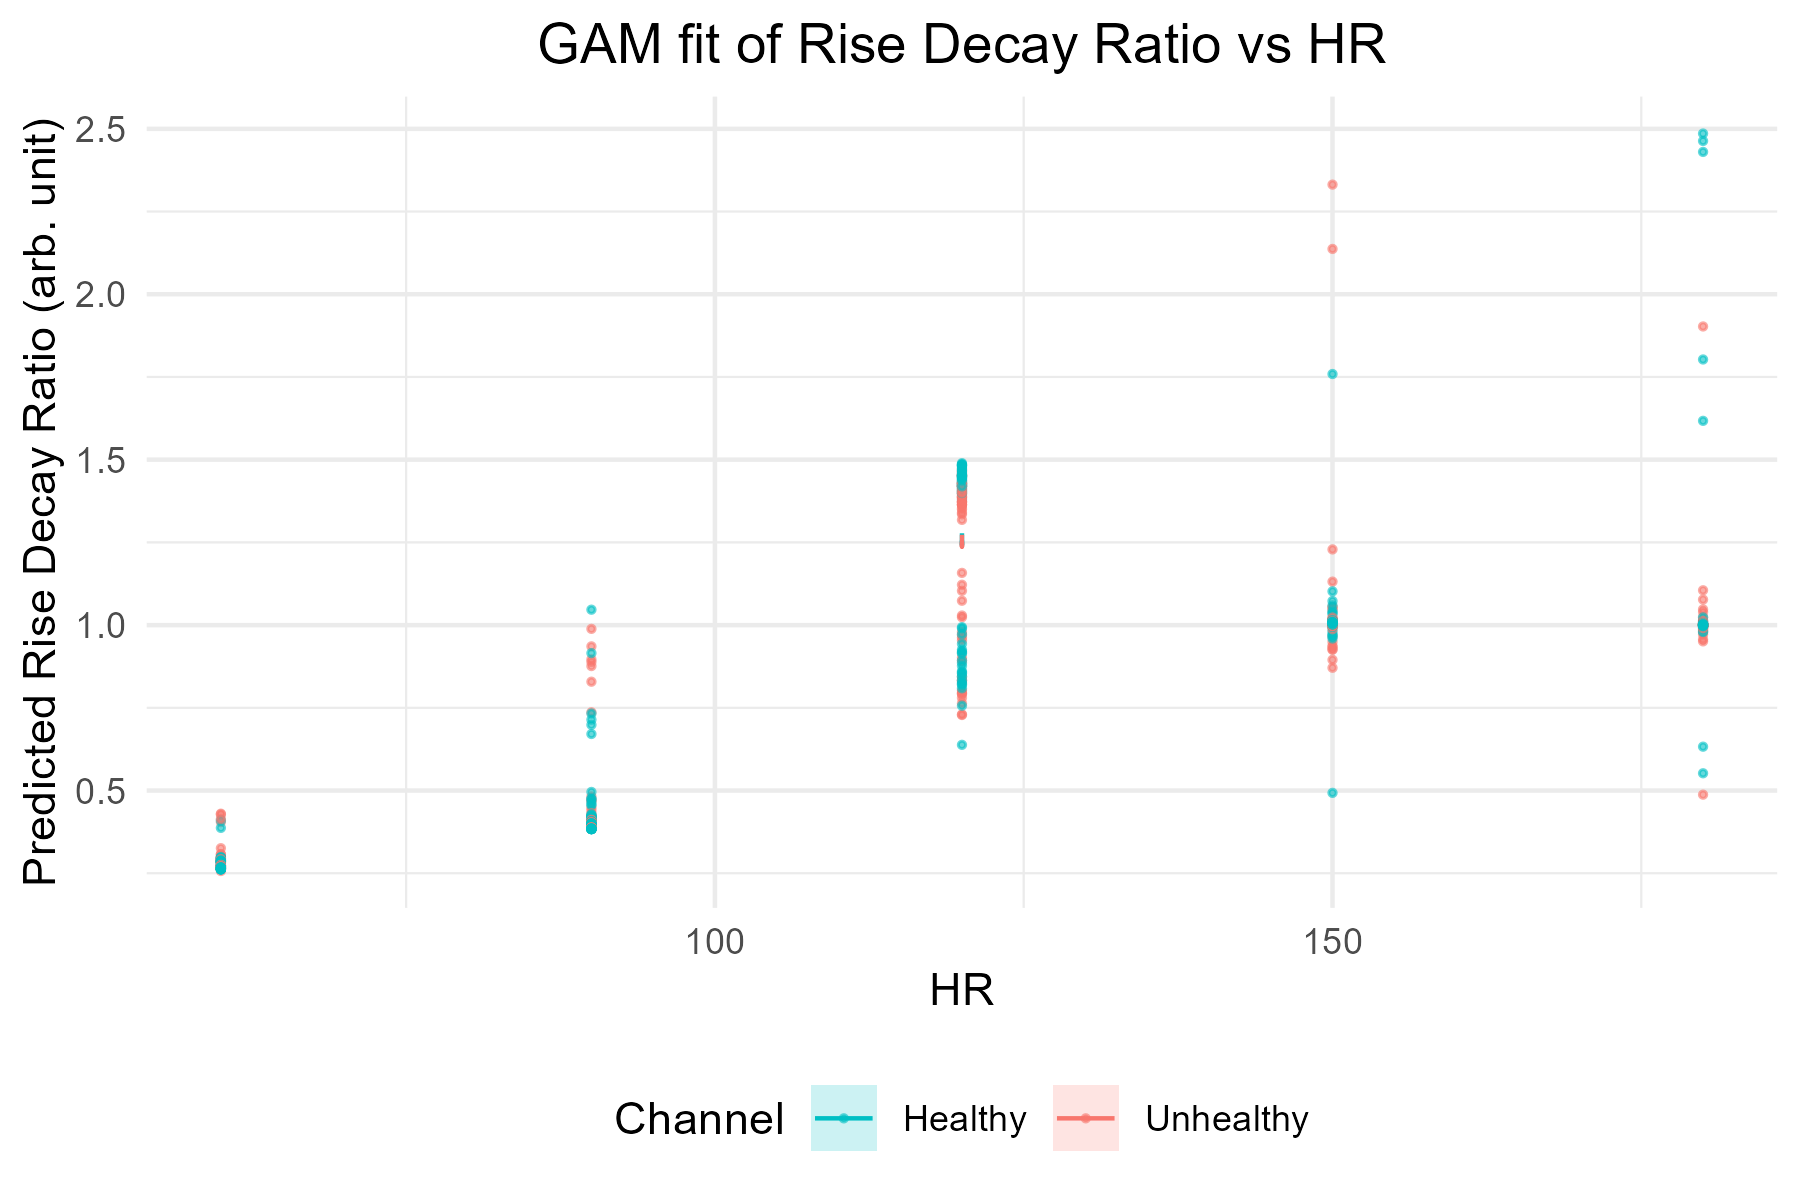 GAM fit of Rise Decay Ratio vs HR
Predicted Rise Decay Ratio (arb. unit)
2.5
2.0
1.5
1.0
0.5
100
150
HR
Channel
Healthy
Unhealthy